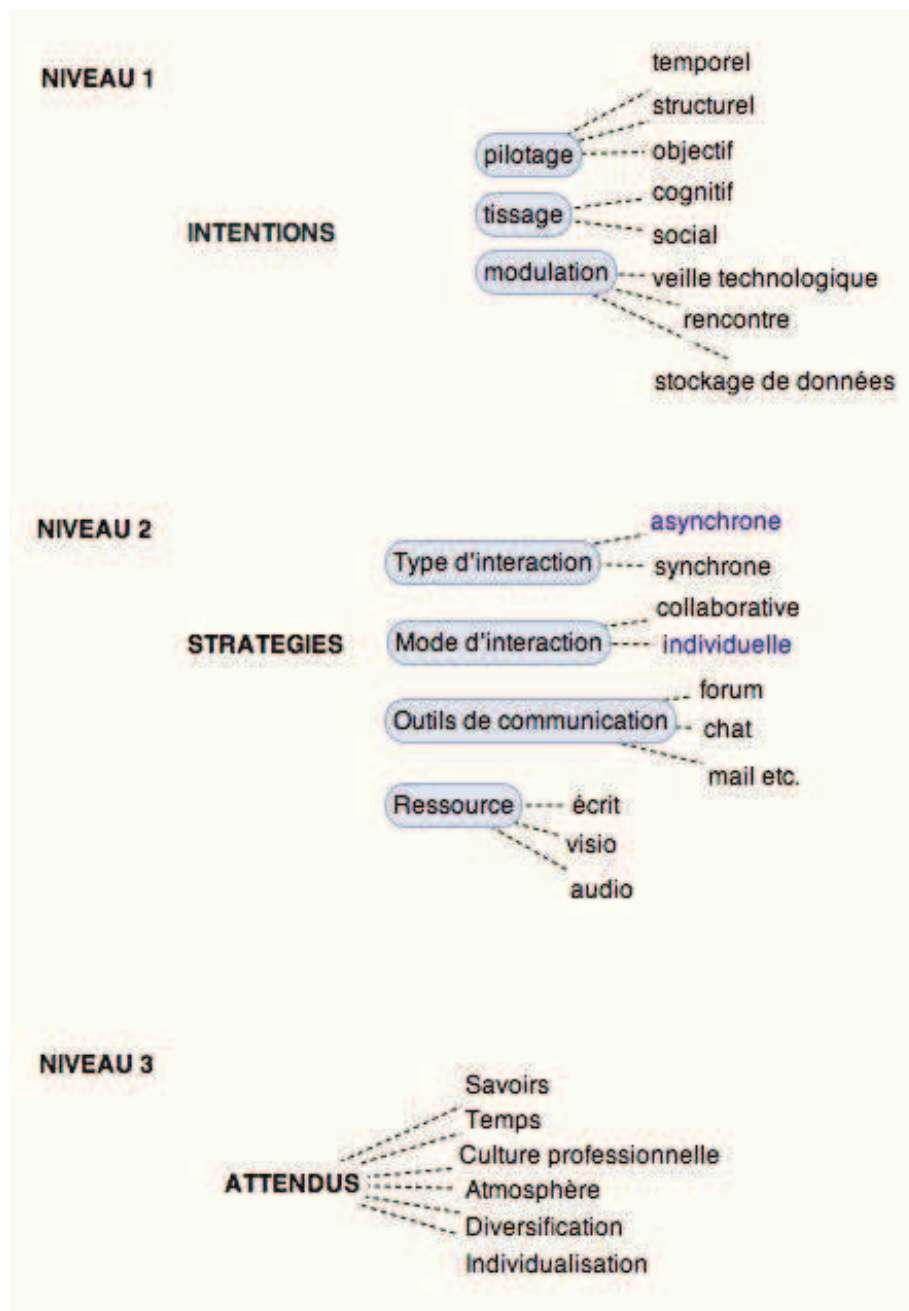 NIVEAU 1
INTENTIONS
pilotage
temporel
structurel
objectif
tissage
cognitif
social
modulation
veille technologique
rencontre
stockage de données
NIVEAU 2
STRATEGIES
Type d'interaction
asynchrone
synchrone
Mode d'interaction
collaborative
individuelle
Outils de communication
forum
chat
mail etc.
Ressource
écrit
visio
audio
NIVEAU 3
ATTENDUS
Savoirs
Temps
Culture professionnelle
Atmosphère
Diversification
Individualisation